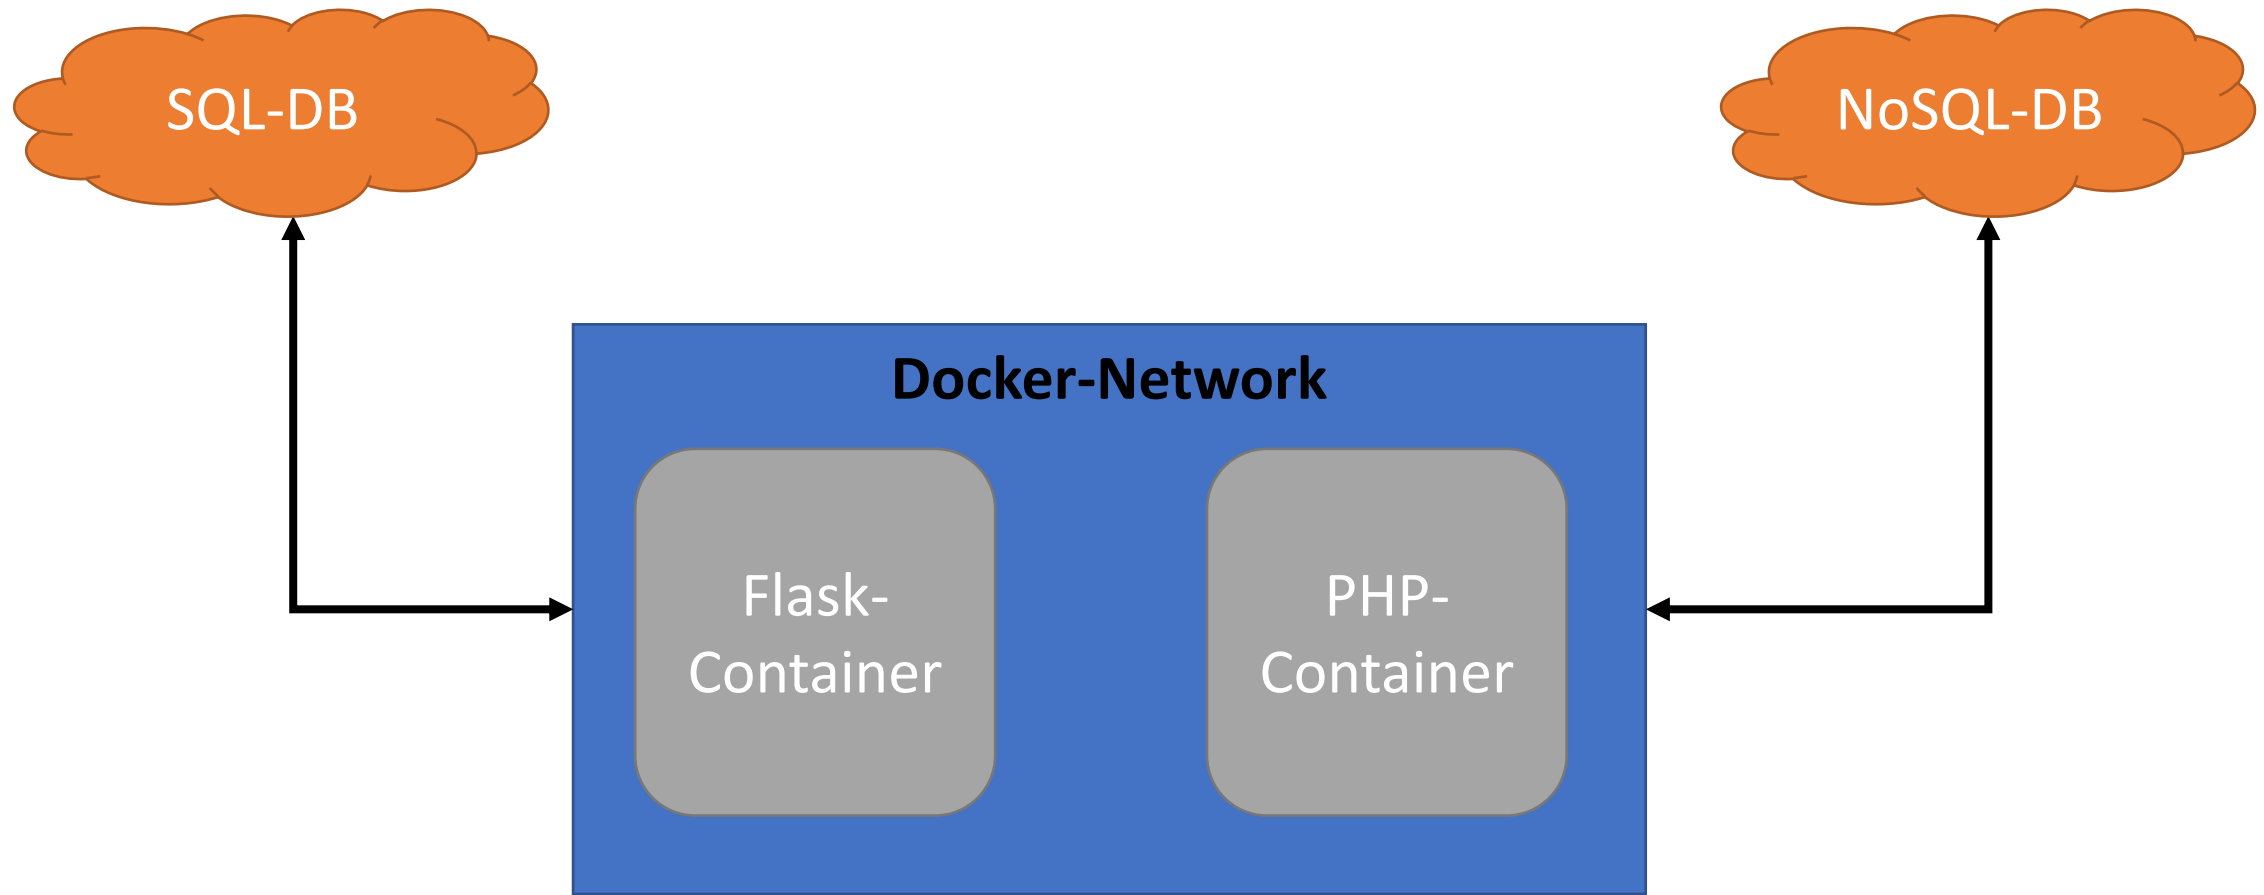 SQL-DB
NoSQL-DB
Docker-Network
Flask-
Container
PHP-
Container